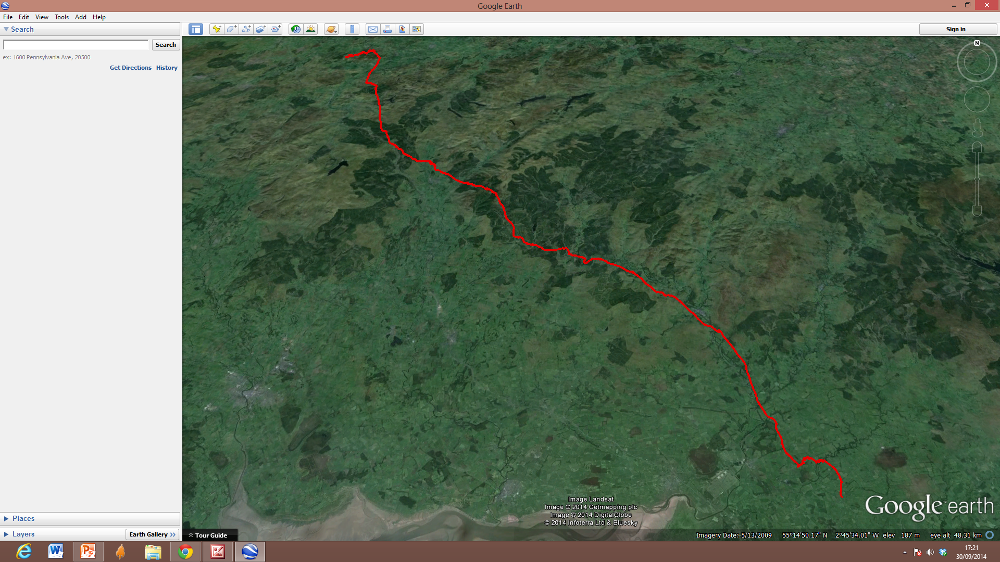 Google Earth
File Edit View Tools Add Help
Search
Search
ex: 1600 Pennsylvania Ave, 20500
Get Directions History
Sign in
N
Image Landsat
Image © 2014 Getmapping plc
Image © 2014 DigitalGlobe
© 2014 Infoterra Ltd & Bluesky
Google earth
Places
Layers
Earth Gallery >>
Tour Guide
Imagery Date: 5/13/2009 55°14'50.17" N 2°45'34.01" W elev 187 m eye alt 48.31 km
17:21
30/09/2014